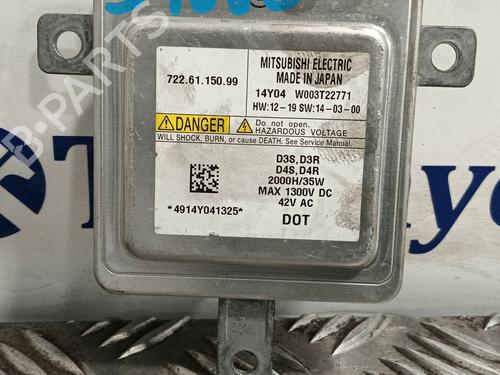 722.61.150.99
MITSUBISHI ELECTRIC
MADE IN JAPAN
14Y04 W003T22771
HW:12-19 SW:14-03-00
DANGER
Do not open.
HAZARDOUS VOLTAGE
WILL SHOCK, BURN, or cause DEATH. See Service Manual.
D3S,D3R
D4S,D4R
2000H/35W
MAX 1300V DC
42V AC
*4914Y041325*
DOT